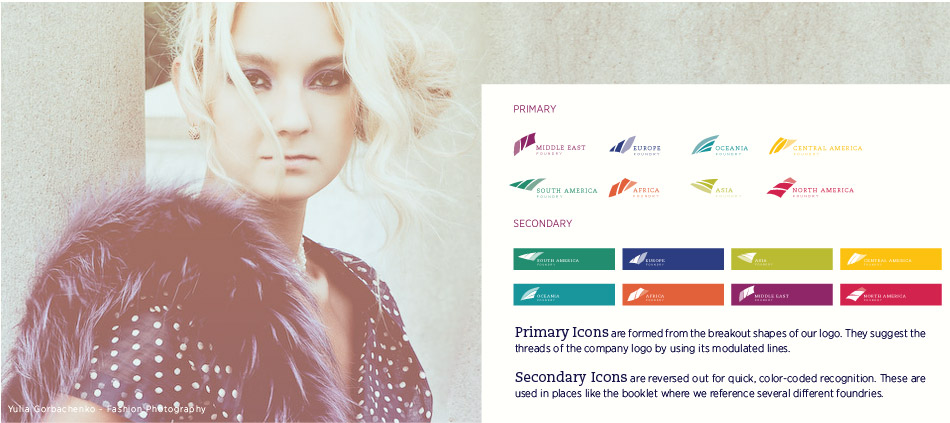 PRIMARY
MIDDLE EAST
FOUNDRY
EUROPE
FOUNDRY
OCEANIA
FOUNDRY
CENTRAL AMERICA
FOUNDRY
SOUTH AMERICA
FOUNDRY
AFRICA
FOUNDRY
ASIA
FOUNDRY
NORTH AMERICA
FOUNDRY
SECONDARY
SOUTH AMERICA
FOUNDRY
EUROPE
FOUNDRY
ASIA
FOUNDRY
CENTRAL AMERICA
FOUNDRY
OCEANIA
FOUNDRY
AFRICA
FOUNDRY
MIDDLE EAST
FOUNDRY
NORTH AMERICA
FOUNDRY
Primary Icons are formed from the breakout shapes of our logo. They suggest the
threads of the company logo by using its modulated lines.
Secondary Icons are reversed out for quick, color-coded recognition. These are
used in places like the booklet where we reference several different foundries.
Yulia Gorbachenko - Fashion Photography